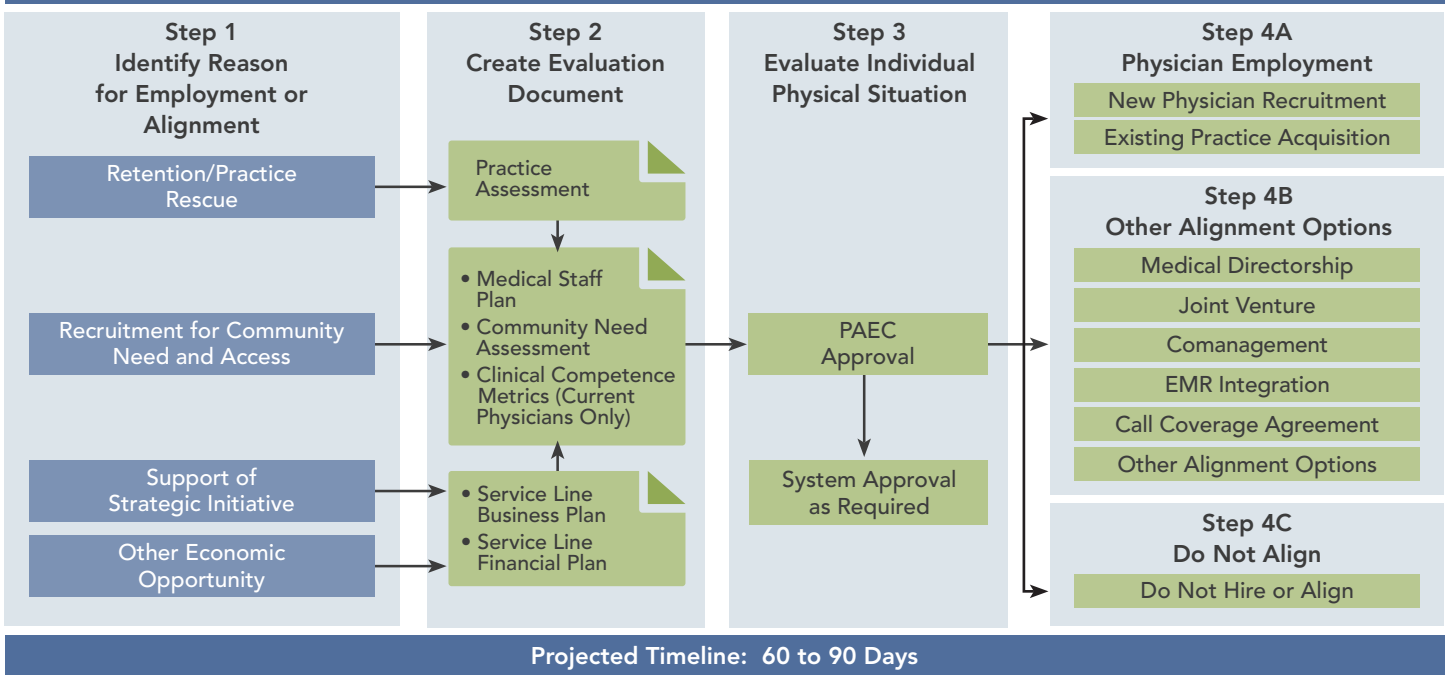 Step 1
Identify Reason
for Employment or
Alignment
Retention/Practice
Rescue
Recruitment for Community
Need and Access
Support of
Strategic Initiative
Other Economic
Opportunity
Step 2
Create Evaluation
Document
Practice
Assessment
• Medical Staff
Plan
• Community Need
Assessment
• Clinical Competence
Metrics (Current
Physicians Only)
• Service Line
Business Plan
• Service Line
Financial Plan
Step 3
Evaluate Individual
Physical Situation
PAEC
Approval
System Approval
as Required
Step 4A
Physician Employment
New Physician Recruitment
Existing Practice Acquisition
Step 4B
Other Alignment Options
Medical Directorship
Joint Venture
Comanagement
EMR Integration
Call Coverage Agreement
Other Alignment Options
Step 4C
Do Not Align
Do Not Hire or Align
Projected Timeline: 60 to 90 Days